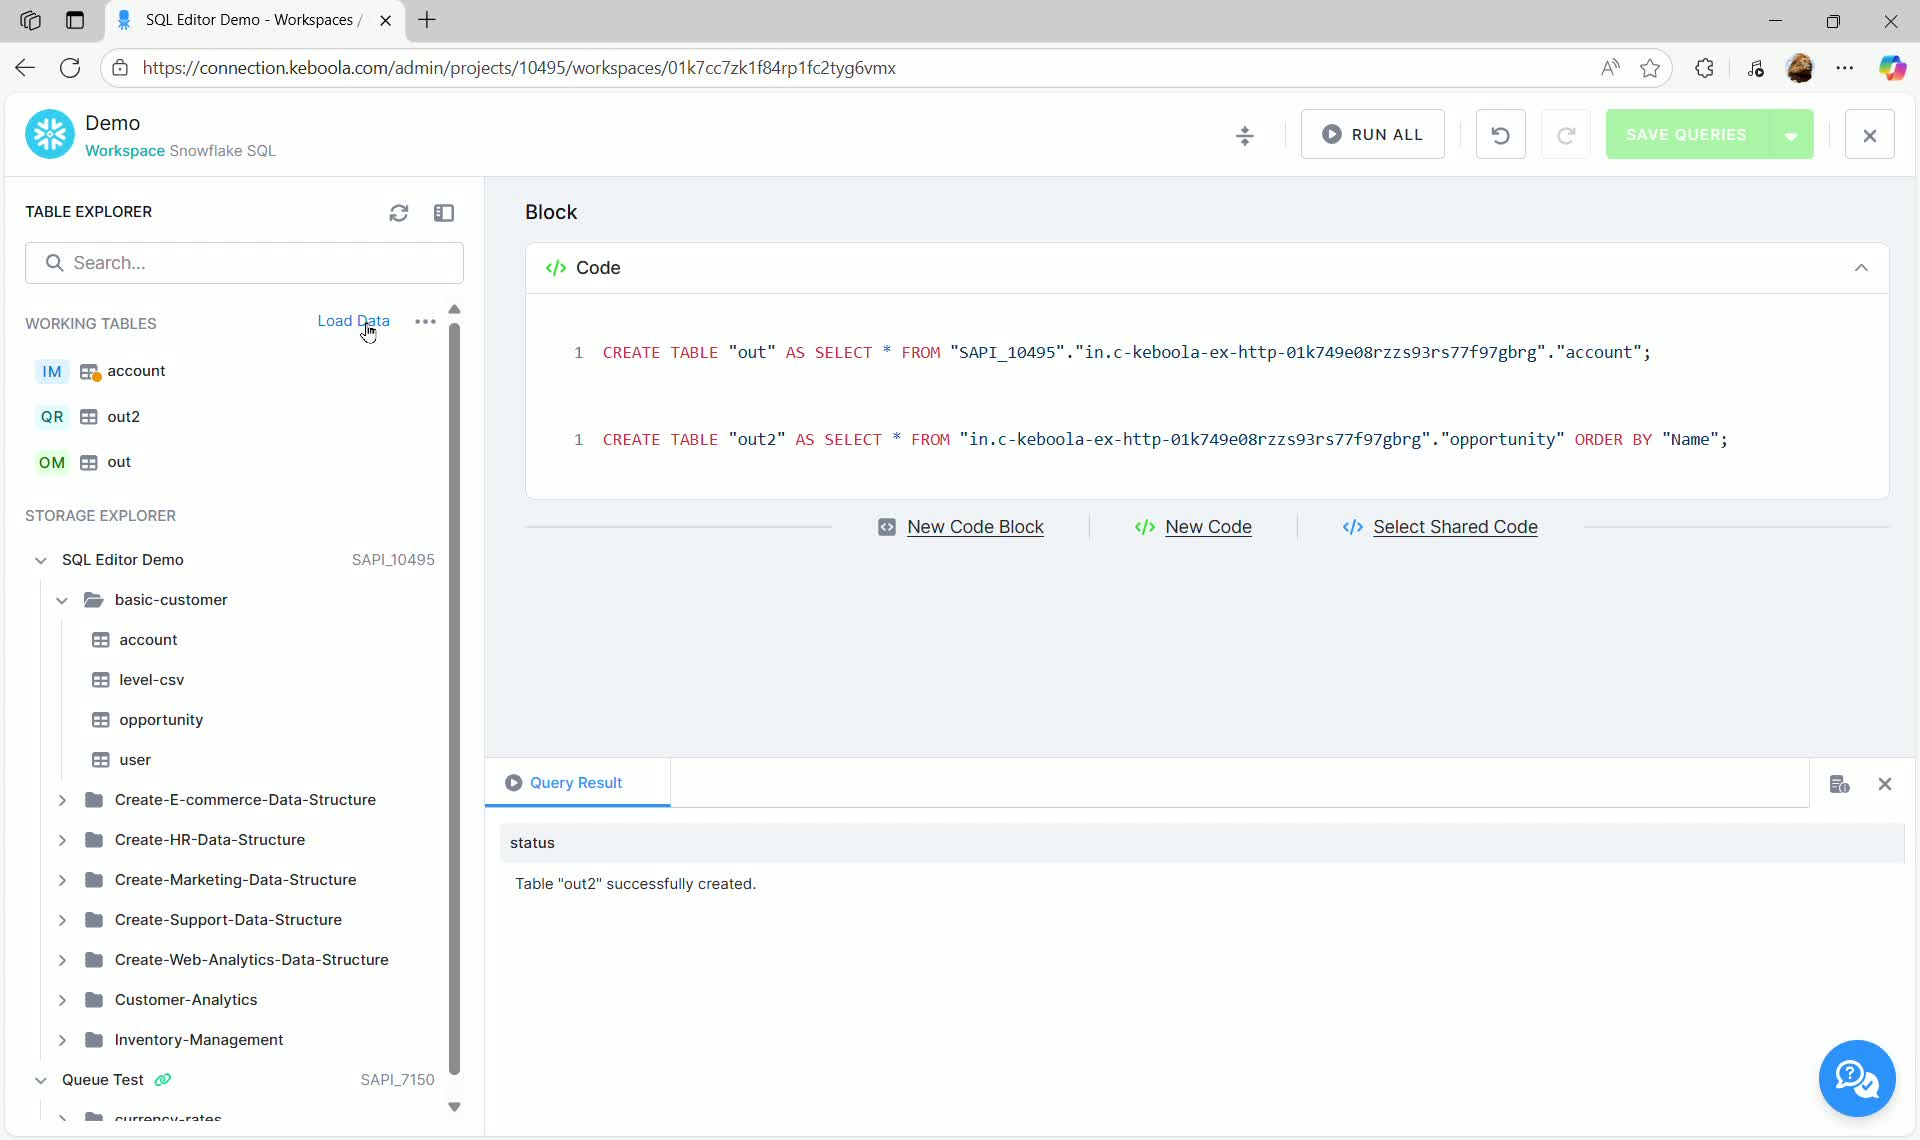 SQL Editor Demo - Workspaces /
https://connection.keboola.com/admin/projects/10495/workspaces/01k7cc7zk1f84rp1fc2tyg6vmx
Demo
Workspace Snowflake SQL
RUN ALL
SAVE QUERIES
TABLE EXPLORER
Search...
WORKING TABLES
Load Data
IM account
QR out2
OM out
STORAGE EXPLORER
SQL Editor Demo SAPI_10495
basic-customer
account
level-csv
opportunity
user
Create-E-commerce-Data-Structure
Create-HR-Data-Structure
Create-Marketing-Data-Structure
Create-Support-Data-Structure
Create-Web-Analytics-Data-Structure
Customer-Analytics
Inventory-Management
Queue Test SAPI_7150
currency-rates
Block
</> Code
1 CREATE TABLE "out" AS SELECT * FROM "SAPI_10495"."in.c-keboola-ex-http-01k749e08rzzs93rs77f97gbrg"."account";
1 CREATE TABLE "out2" AS SELECT * FROM "in.c-keboola-ex-http-01k749e08rzzs93rs77f97gbrg"."opportunity" ORDER BY "Name";
New Code Block
</> New Code
</> Select Shared Code
Query Result
status
Table "out2" successfully created.